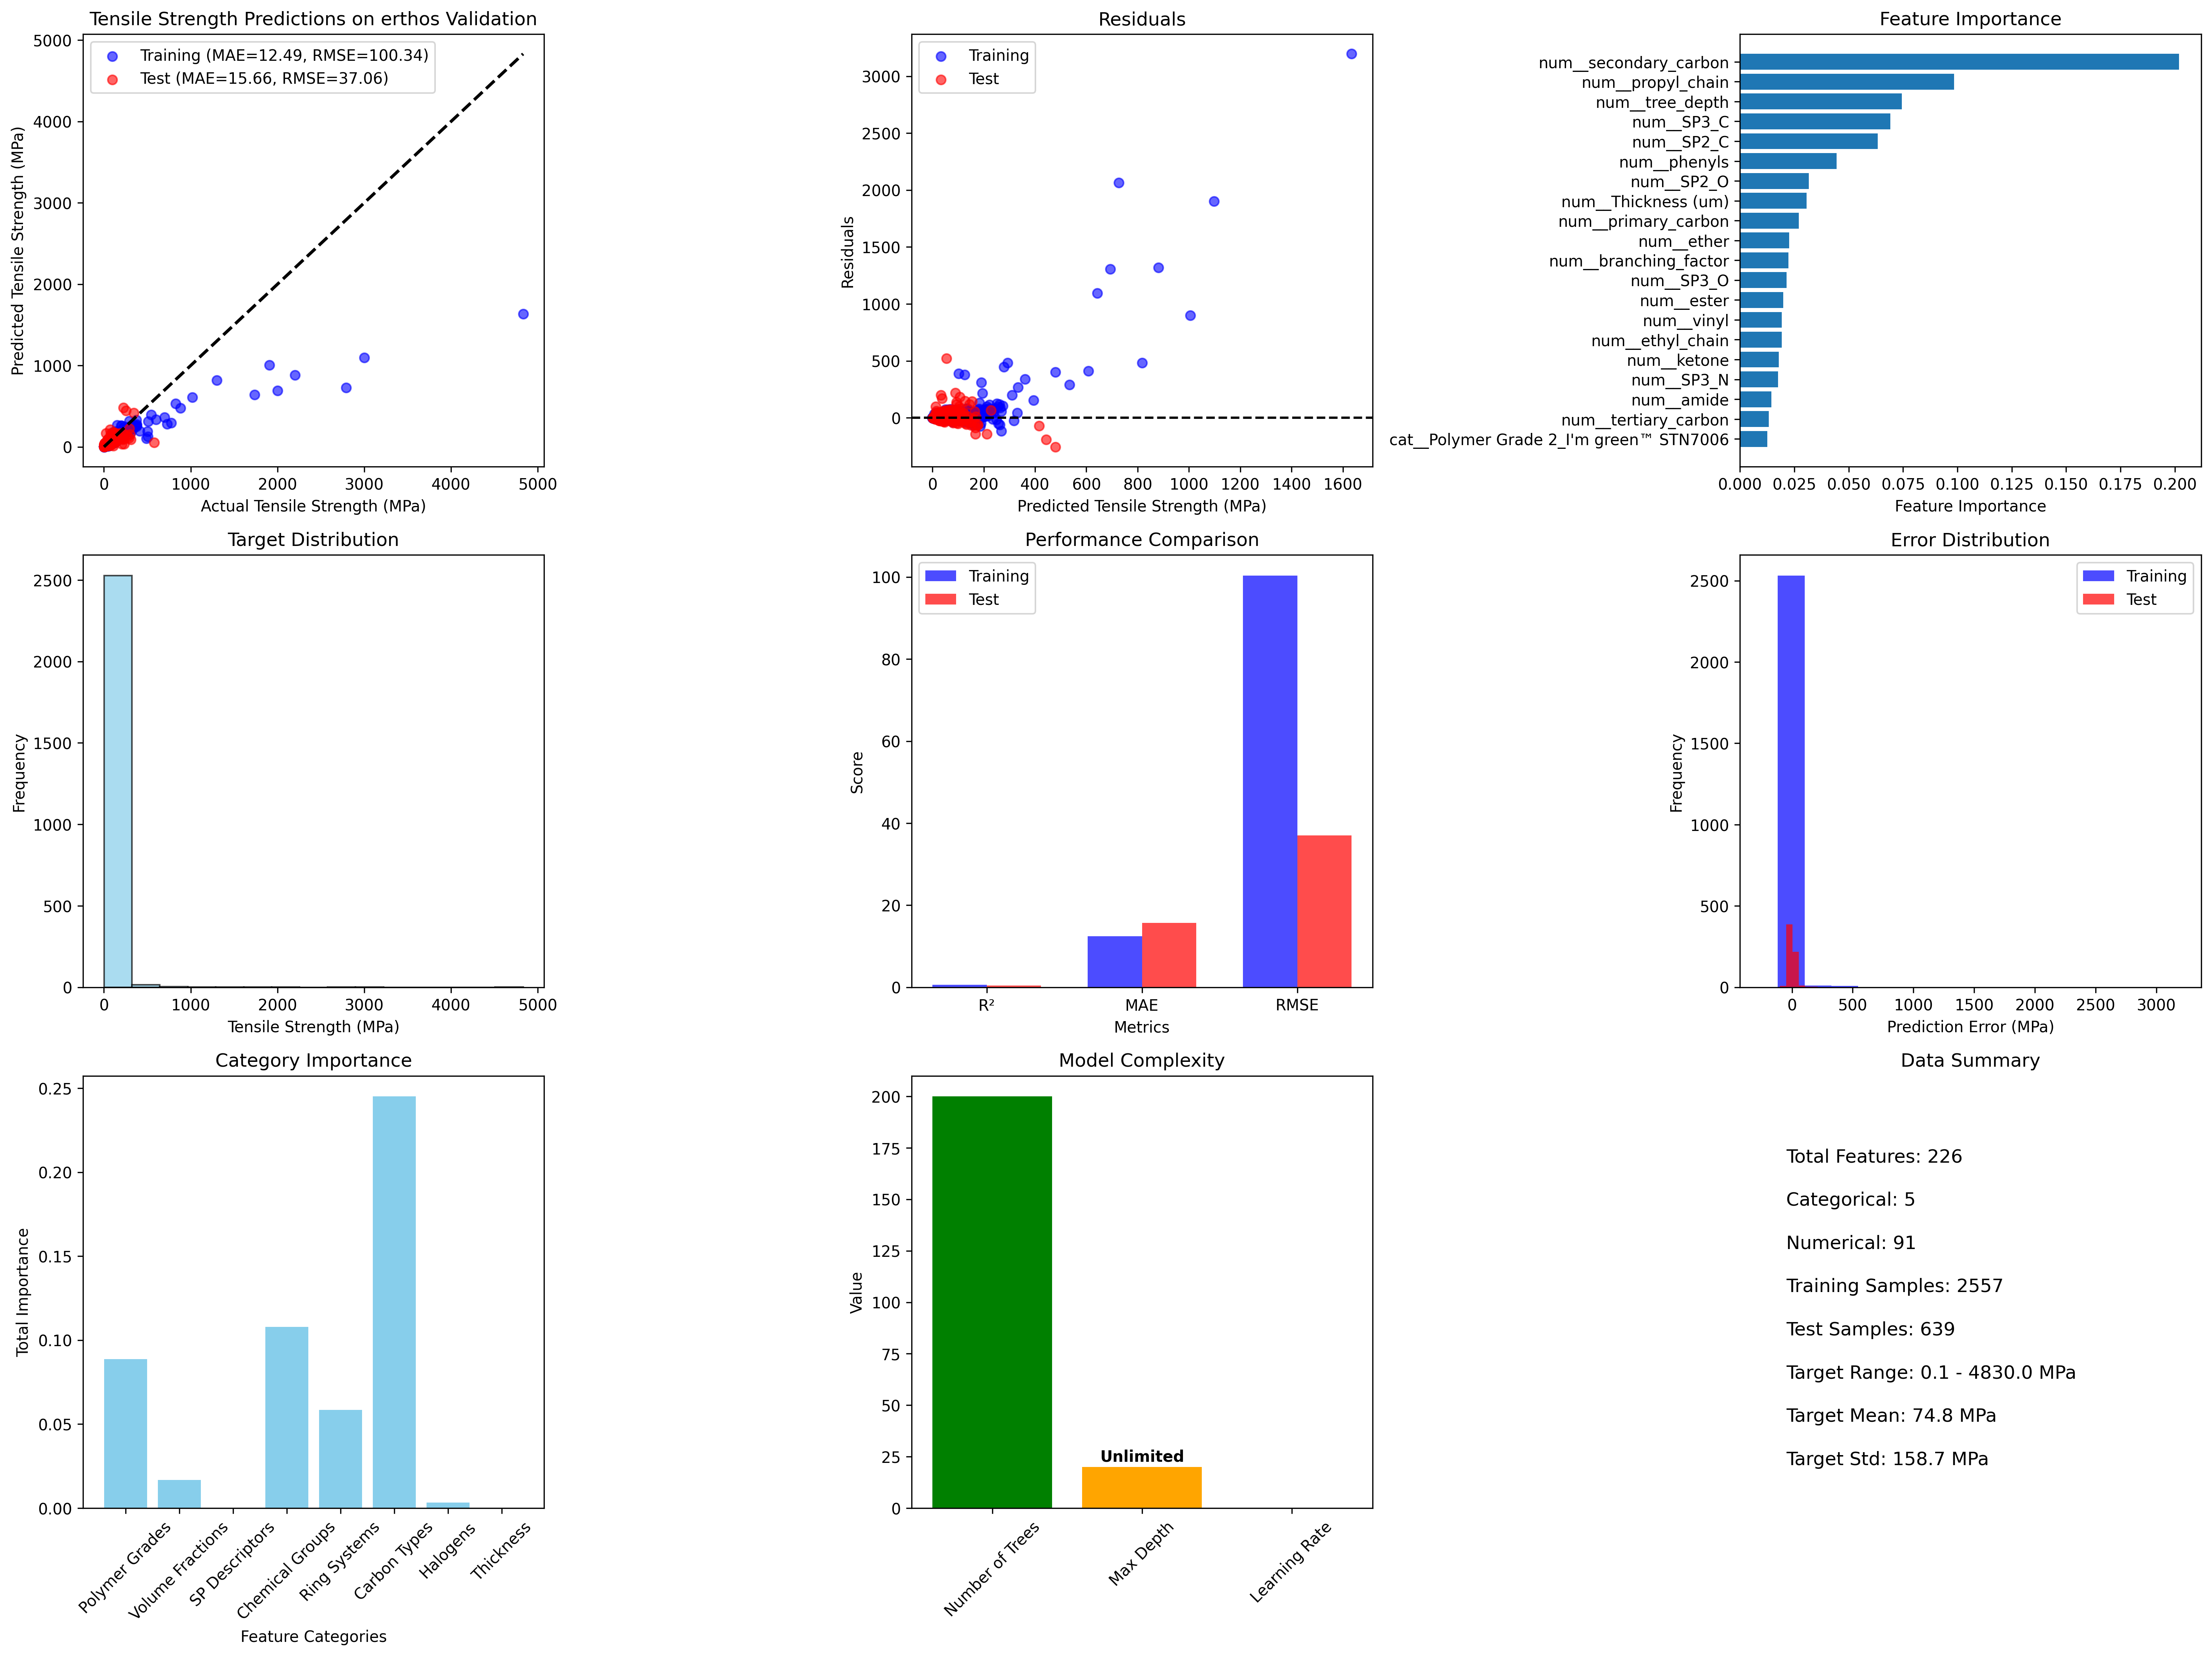 Tensile Strength Predictions on erthos Validation
Training (MAE=12.49, RMSE=100.34)
Test (MAE=15.66, RMSE=37.06)
5000
4000
3000
2000
1000
0
Predicted Tensile Strength (MPa)
0 1000 2000 3000 4000 5000
Actual Tensile Strength (MPa)
Residuals
Training
Test
3000
2500
2000
1500
1000
500
0
Residuals
0 200 400 600 800 1000 1200 1400 1600
Predicted Tensile Strength (MPa)
Feature Importance
num__secondary_carbon
num__propyl_chain
num__tree_depth
num__SP3_C
num__SP2_C
num__phenyls
num__SP2_O
num__Thickness (um)
num__primary_carbon
num__ether
num__branching_factor
num__SP3_O
num__ester
num__vinyl
num__ethyl_chain
num__ketone
num__SP3_N
num__amide
num__tertiary_carbon
cat__Polymer Grade 2_I'm green™ STN7006
0.000 0.025 0.050 0.075 0.100 0.125 0.150 0.175 0.200
Feature Importance
Target Distribution
2500
2000
1500
1000
500
0
Frequency
0 1000 2000 3000 4000 5000
Tensile Strength (MPa)
Performance Comparison
Training
Test
100
80
60
40
20
0
Score
R² MAE RMSE
Metrics
Error Distribution
Training
Test
2500
2000
1500
1000
500
0
Frequency
0 500 1000 1500 2000 2500 3000
Prediction Error (MPa)
Category Importance
0.25
0.20
0.15
0.10
0.05
0.00
Total Importance
Polymer Grades
Volume Fractions
SP Descriptors
Chemical Groups
Ring Systems
Carbon Types
Halogens
Thickness
Feature Categories
Model Complexity
200
175
150
125
100
75
50
25
0
Value
Unlimited
Number of Trees
Max Depth
Learning Rate
Data Summary
Total Features: 226
Categorical: 5
Numerical: 91
Training Samples: 2557
Test Samples: 639
Target Range: 0.1 - 4830.0 MPa
Target Mean: 74.8 MPa
Target Std: 158.7 MPa